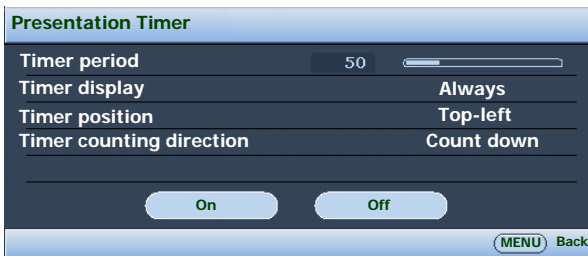 Presentation Timer
Timer period 50
Timer display Always
Timer position Top-left
Timer counting direction Count down
On Off
MENU Back